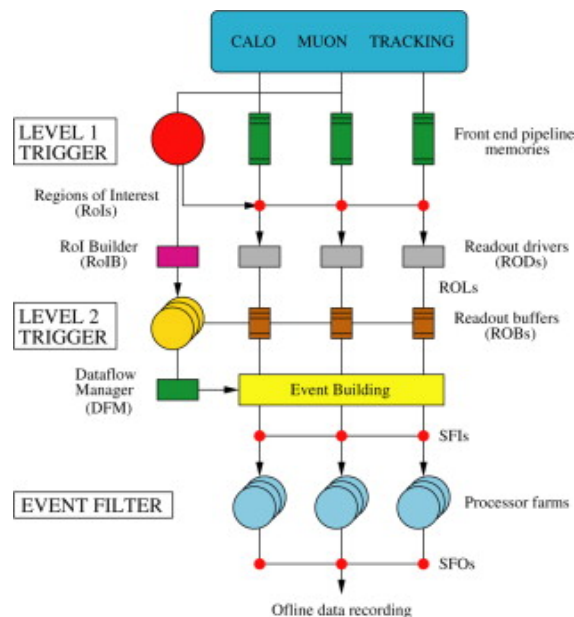 CALO MUON TRACKING
LEVEL 1
TRIGGER
Front end pipeline
memories
Regions of Interest
(RoIs)
RoI Builder
(RoIB)
Readout drivers
(RODs)
ROLs
LEVEL 2
TRIGGER
Readout buffers
(ROBs)
Dataflow
Manager
(DFM)
Event Building
SFIs
EVENT FILTER
Processor farms
SFOs
Ofline data recording